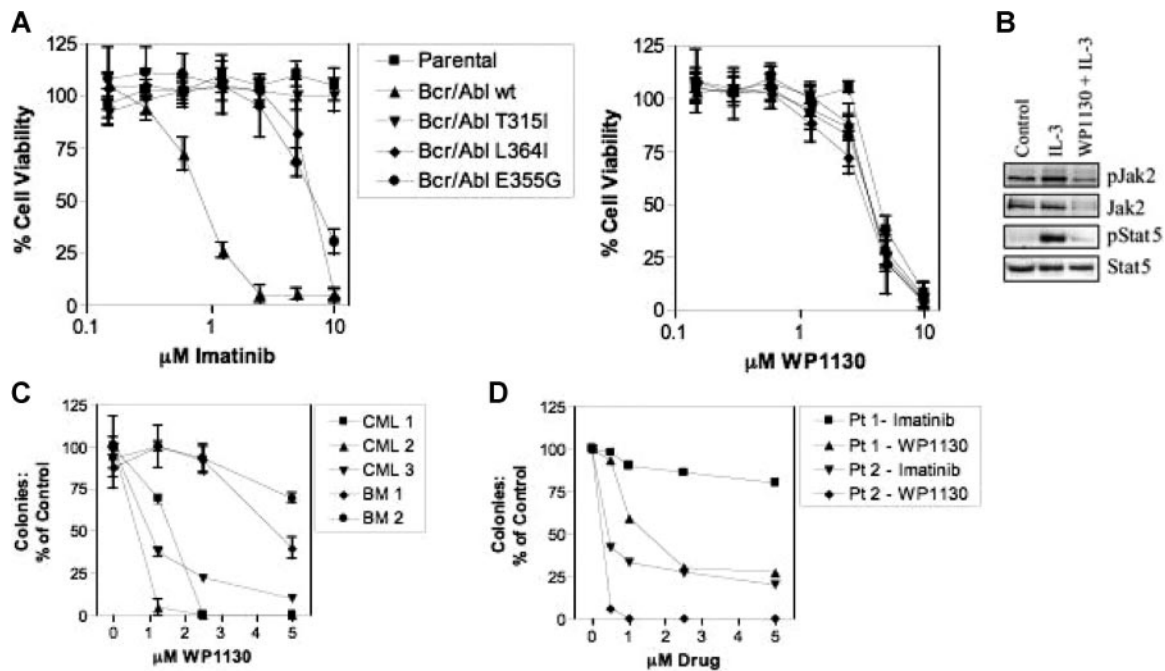 A
% Cell Viability
125
100
75
50
25
0
0.1
1
10
μM Imatinib
Parental
Bcr/Abl wt
Bcr/Abl T315I
Bcr/Abl L364I
Bcr/Abl E355G
% Cell Viability
125
100
75
50
25
0
0.1
1
10
μM WP1130
B
Control
IL-3
WP1130 + IL-3
pJak2
Jak2
pStat5
Stat5
C
Colonies:
% of Control
125
100
75
50
25
0
0
1
2
3
4
5
μM WP1130
CML 1
CML 2
CML 3
BM 1
BM 2
D
Colonies:
% of Control
125
100
75
50
25
0
0
1
2
3
4
5
μM Drug
Pt 1- Imatinib
Pt 1 - WP1130
Pt 2 - Imatinib
Pt 2 - WP1130